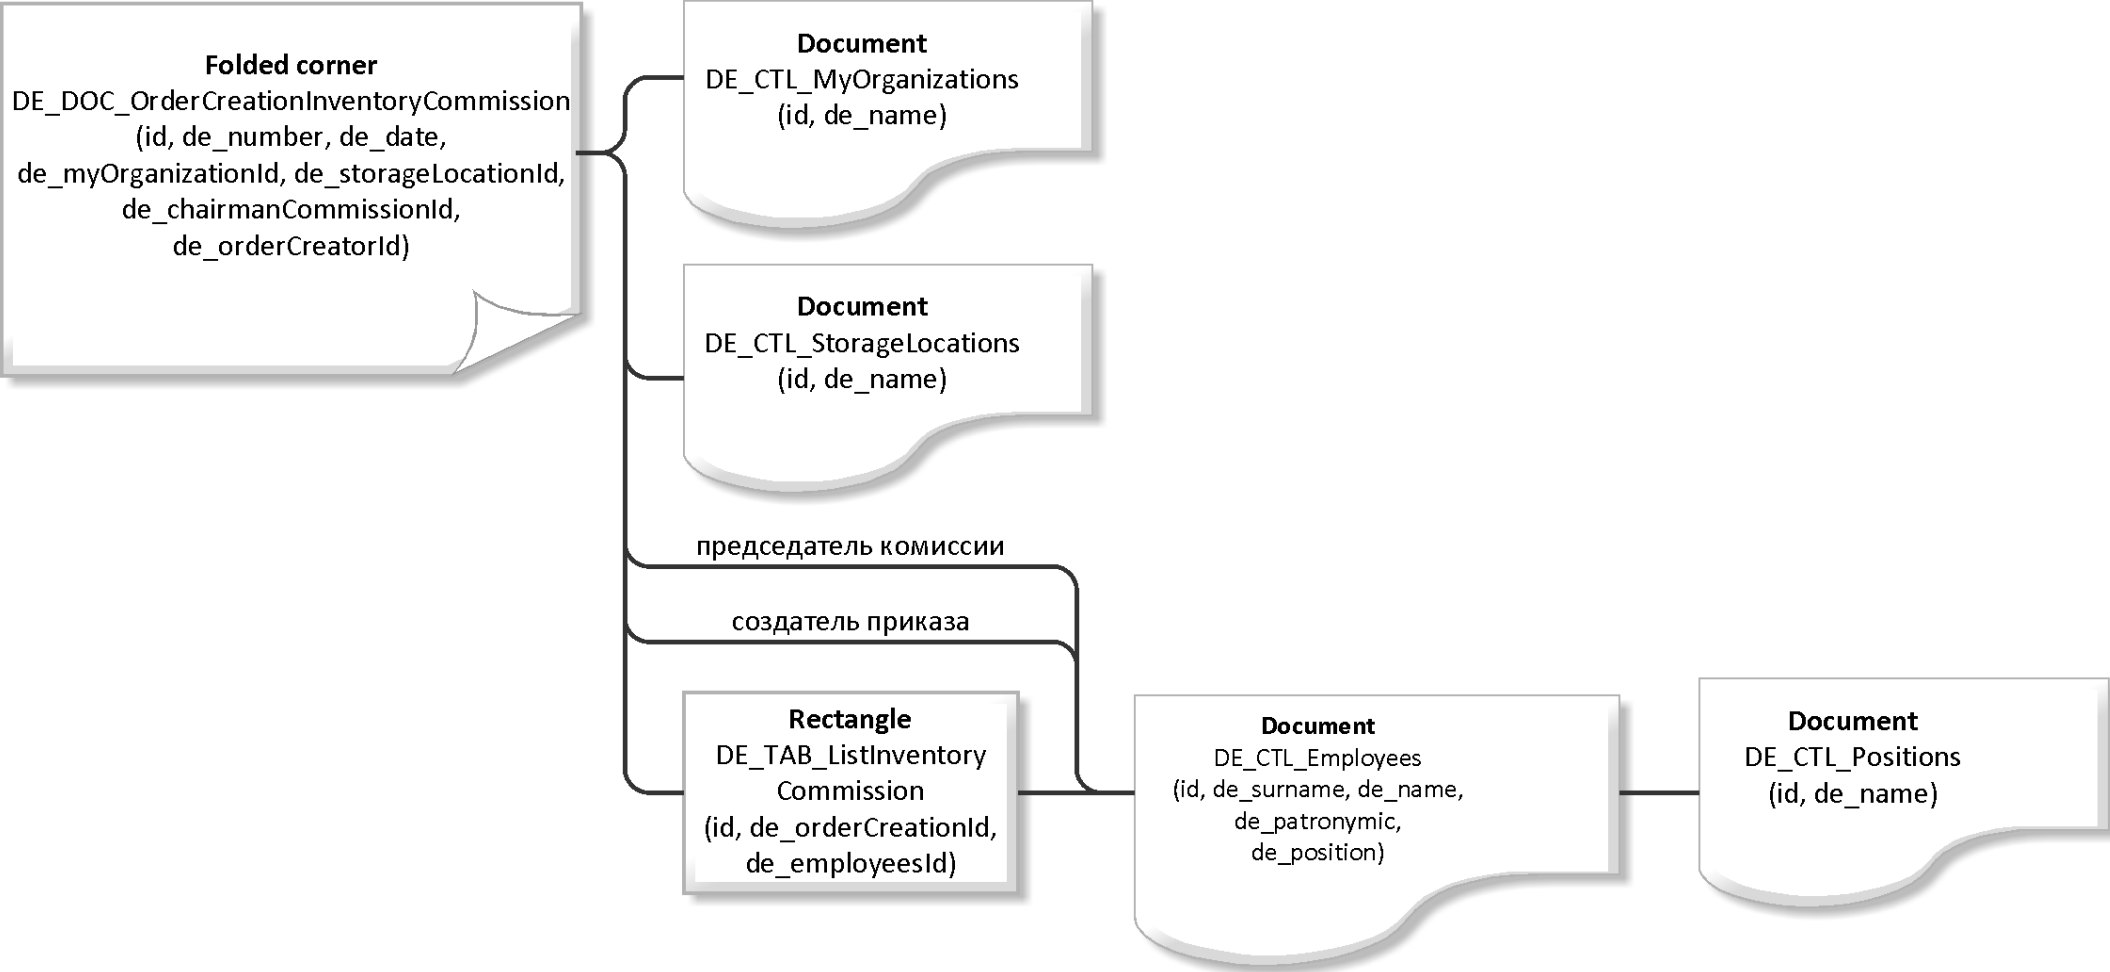 Folded corner
DE_DOC_OrderCreationInventoryCommission
(id, de_number, de_date,
de_myOrganizationId, de_storageLocationId,
de_chairmanCommissionId,
de_orderCreatorId)
Document
DE_CTL_MyOrganizations
(id, de_name)
Document
DE_CTL_StorageLocations
(id, de_name)
председатель комиссии
создатель приказа
Rectangle
DE_TAB_ListInventory
Commission
(id, de_orderCreationId,
de_employeesId)
Document
DE_CTL_Employees
(id, de_surname, de_name,
de_patronymic,
de_position)
Document
DE_CTL_Positions
(id, de_name)